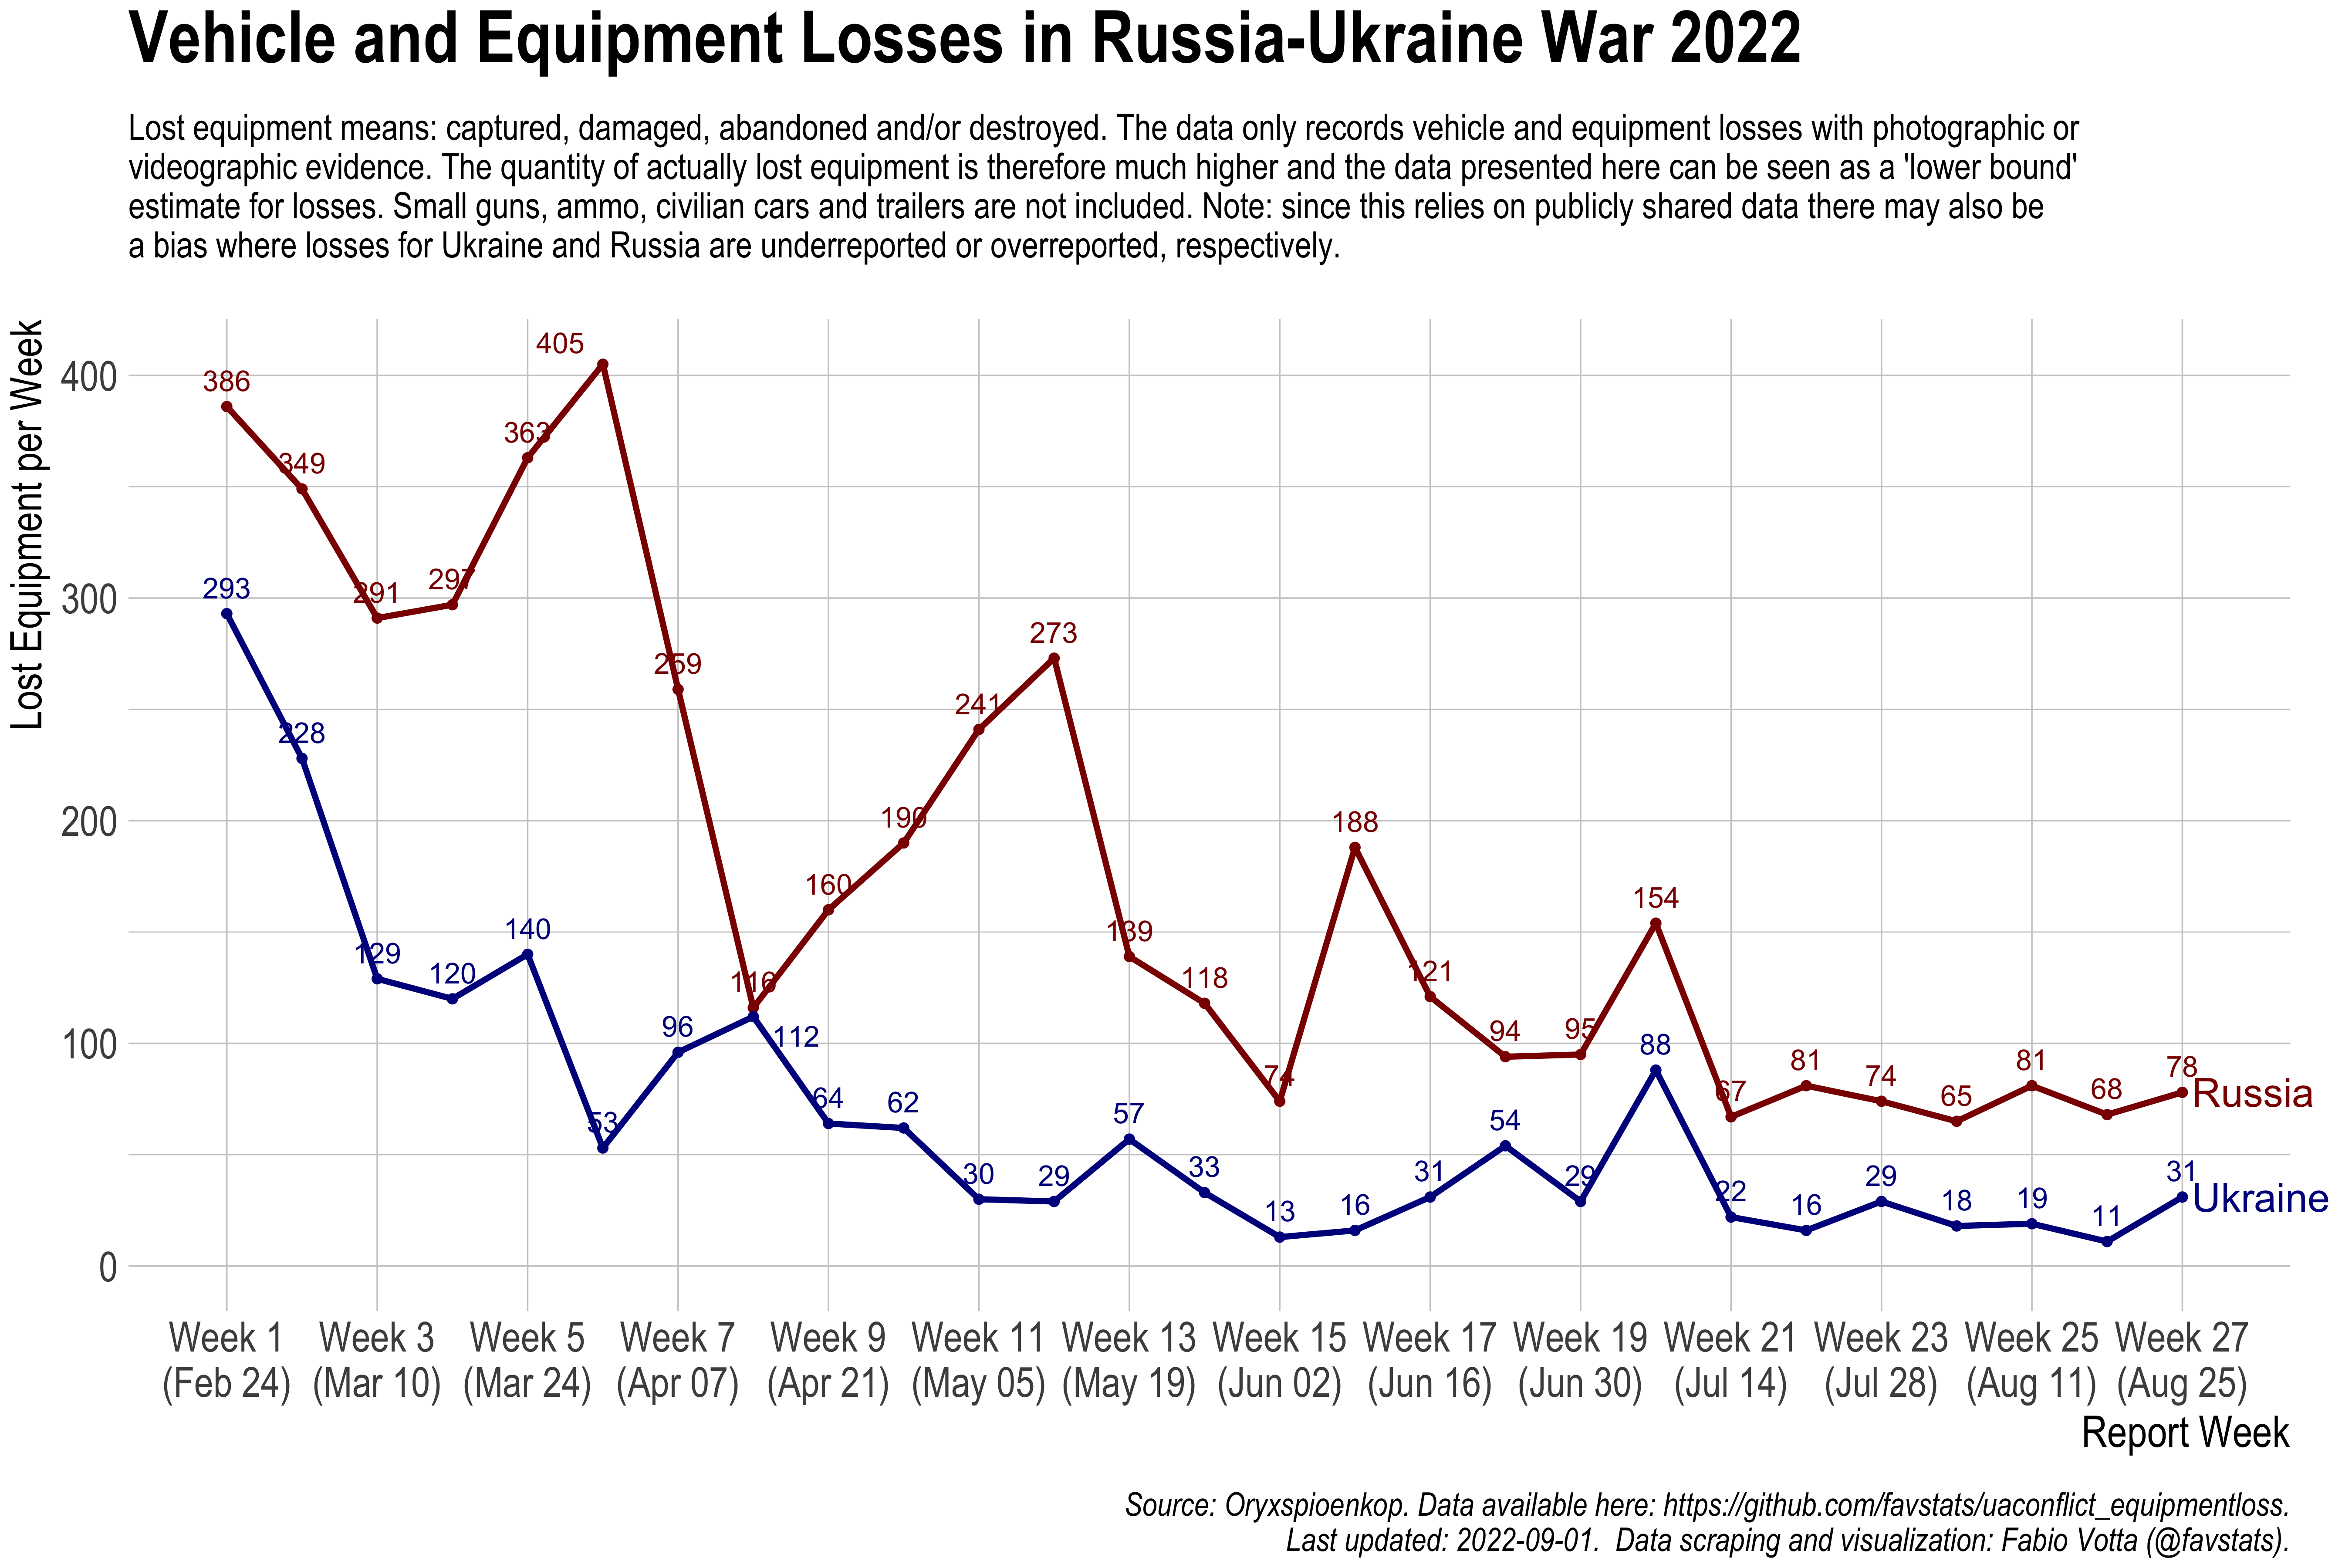 Vehicle and Equipment Losses in Russia-Ukraine War 2022
Lost equipment means: captured, damaged, abandoned and/or destroyed. The data only records vehicle and equipment losses with photographic or
videographic evidence. The quantity of actually lost equipment is therefore much higher and the data presented here can be seen as a 'lower bound'
estimate for losses. Small guns, ammo, civilian cars and trailers are not included. Note: since this relies on publicly shared data there may also be
a bias where losses for Ukraine and Russia are underreported or overreported, respectively.
Lost Equipment per Week
400
300
200
100
0
386
349
291
297
363
405
259
116
160
190
241
273
139
118
74
188
121
94
95
154
67
81
74
65
81
68
78
Russia
293
228
129
120
140
53
96
112
64
62
30
29
57
33
13
16
31
54
29
88
22
16
29
18
19
11
31
Ukraine
Week 1
(Feb 24)
Week 3
(Mar 10)
Week 5
(Mar 24)
Week 7
(Apr 07)
Week 9
(Apr 21)
Week 11
(May 05)
Week 13
(May 19)
Week 15
(Jun 02)
Week 17
(Jun 16)
Week 19
(Jun 30)
Week 21
(Jul 14)
Week 23
(Jul 28)
Week 25
(Aug 11)
Week 27
(Aug 25)
Report Week
Source: Oryxspioenkop. Data available here: https://github.com/favstats/uaconflict_equipmentloss.
Last updated: 2022-09-01.  Data scraping and visualization: Fabio Votta (@favstats).